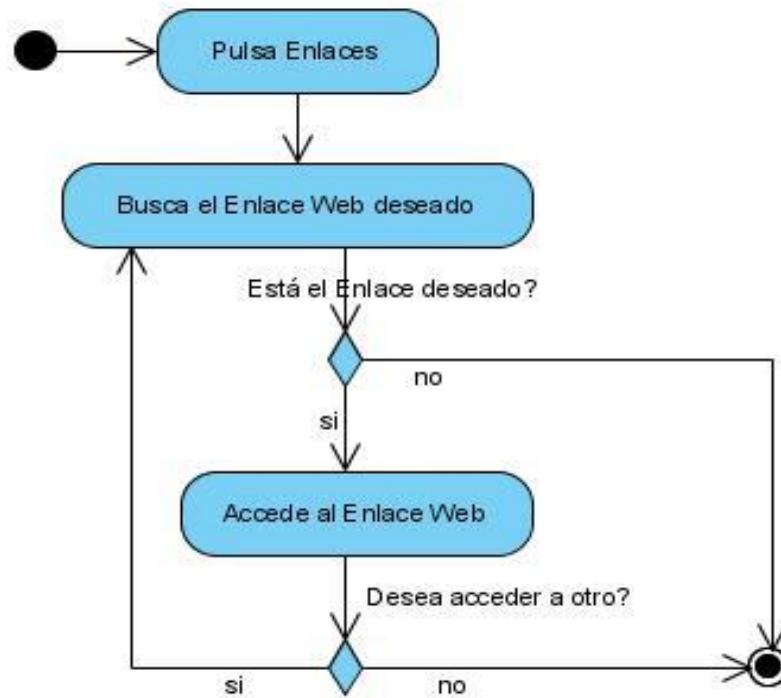 Pulsa Enlaces
Busca el Enlace Web deseado
Está el Enlace deseado?
no
si
Accede al Enlace Web
Desea acceder a otro?
si
no